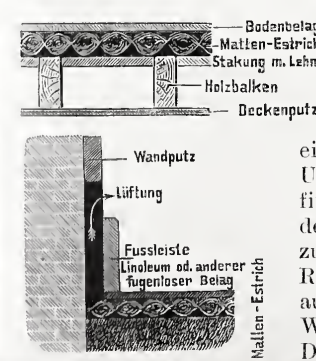 Bodenbelag
Matten-Estrich
Stakung m. Lehm
Holzbalken
Deckenputz
Wandputz
Lüftung
Fussleiste
Linoleum od. anderer
fugenloser Belag
Matten-Estrich